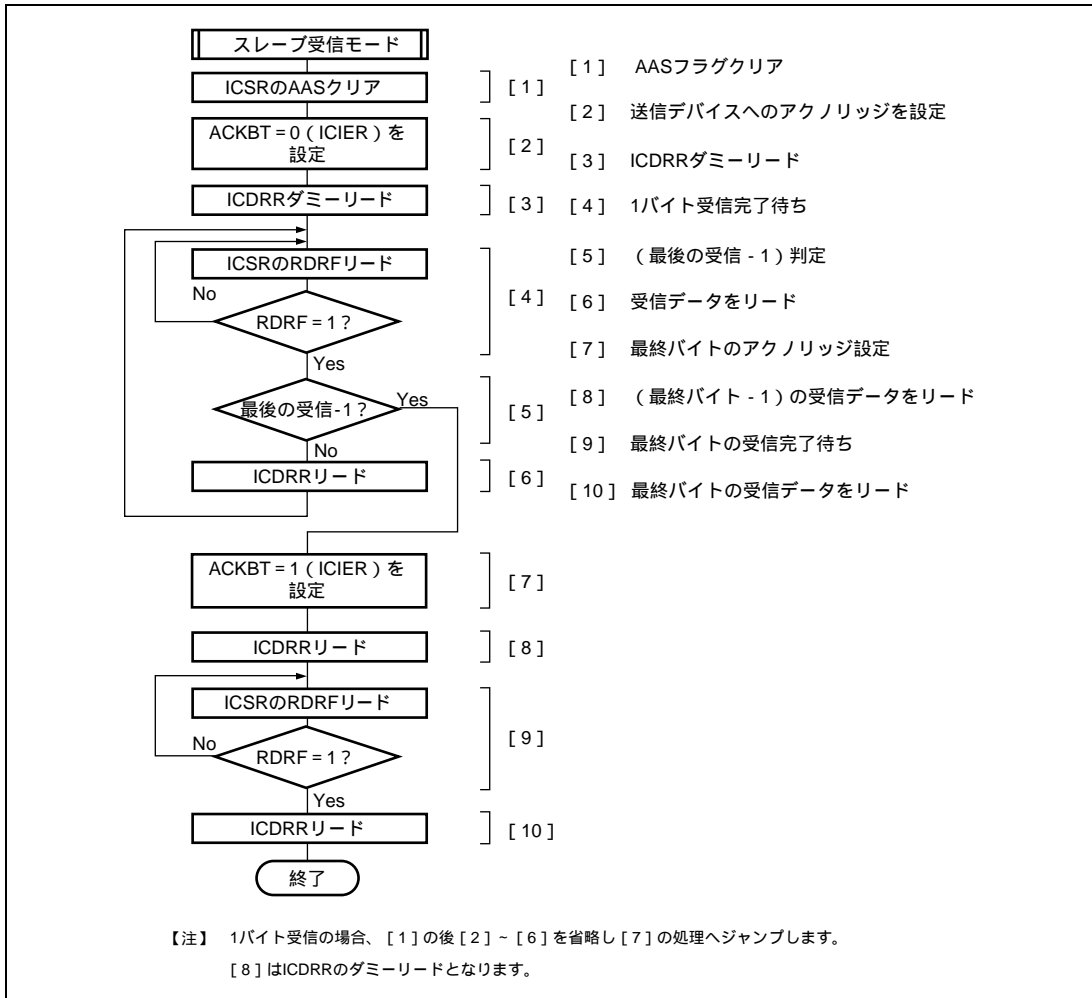 スレーブ受信モード
ICSRのAASクリア
[ 1 ]
ACKBT = 0 ( ICIER ) を
設定
[ 2 ]
ICDRRダミーリード
[ 3 ]
ICSRのRDRFリード
No
RDRF = 1 ?
[ 4 ]
Yes
最後の受信-1?
Yes
[ 5 ]
No
ICDRRリード
[ 6 ]
ACKBT = 1 ( ICIER ) を
設定
[ 7 ]
ICDRRリード
[ 8 ]
ICSRのRDRFリード
No
RDRF = 1 ?
[ 9 ]
Yes
ICDRRリード
[ 10 ]
終了
[ 1 ] AASフラグクリア
[ 2 ] 送信デバイスへのアクノリッジを設定
[ 3 ] ICDRRダミーリード
[ 4 ] 1バイト受信完了待ち
[ 5 ] ( 最後の受信 - 1 ) 判定
[ 6 ] 受信データをリード
[ 7 ] 最終バイトのアクノリッジ設定
[ 8 ] ( 最終バイト - 1 ) の受信データをリード
[ 9 ] 最終バイトの受信完了待ち
[ 10 ] 最終バイトの受信データをリード
【注】 1バイト受信の場合、[ 1 ] の後 [ 2 ] ~ [ 6 ] を省略し [ 7 ] の処理へジャンプします。
[ 8 ] はICDRRのダミーリードとなります。